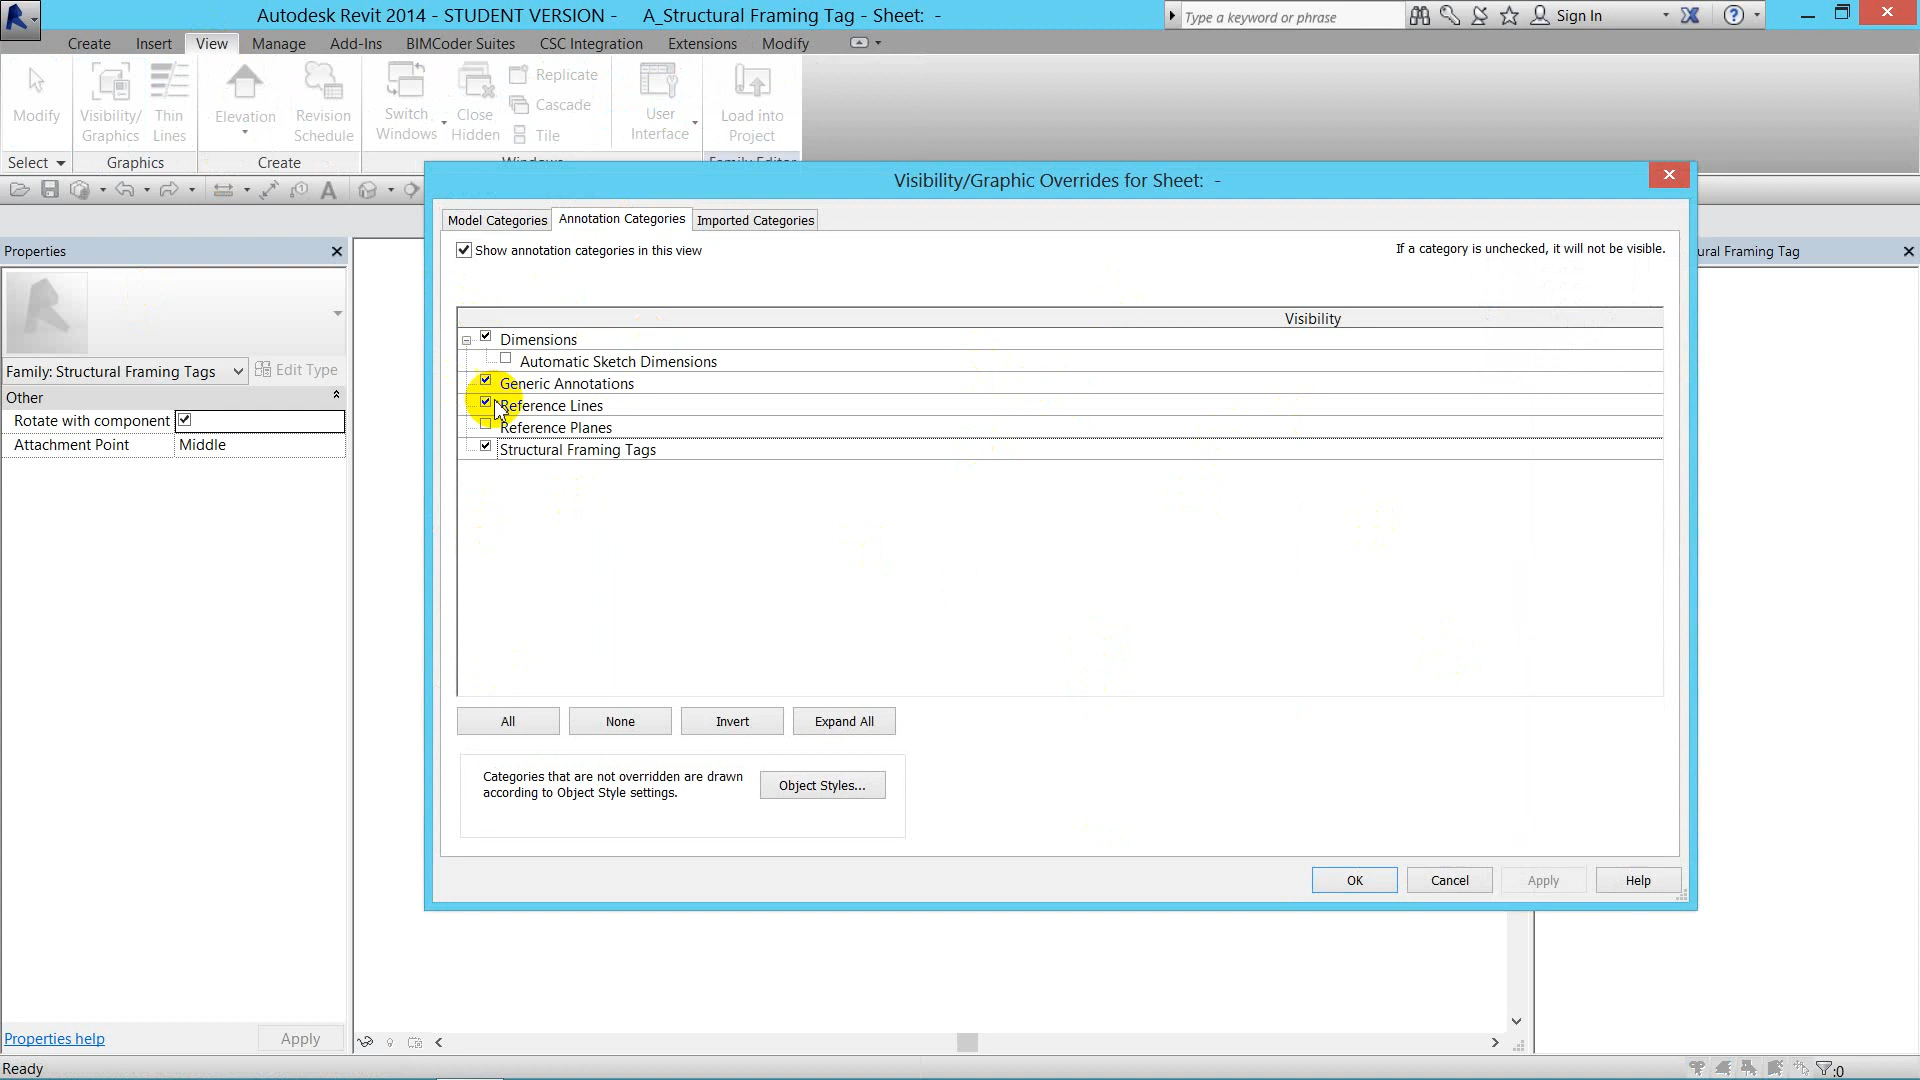 Autodesk Revit 2014 - STUDENT VERSION - A_Structural Framing Tag - Sheet: -
Type a keyword or phrase
Sign In
Create Insert View Manage Add-Ins BIMCoder Suites CSC Integration Extensions Modify
Modify
Visibility/
Graphics
Thin
Lines
Elevation
Revision
Schedule
Switch
Windows
Close
Hidden
Replicate
Cascade
Tile
User
Interface
Load into
Project
Select Graphics Create Windows Family Editor
Visibility/Graphic Overrides for Sheet: -
Model Categories Annotation Categories Imported Categories
Show annotation categories in this view
If a category is unchecked, it will not be visible.
Properties
ural Framing Tag
Visibility
Dimensions
Automatic Sketch Dimensions
Generic Annotations
Reference Lines
Reference Planes
Structural Framing Tags
Family: Structural Framing Tags
Edit Type
Other
Rotate with component
Attachment Point Middle
All None Invert Expand All
Categories that are not overridden are drawn
according to Object Style settings.
Object Styles...
OK Cancel Apply Help
Properties help
Apply
Ready
:0